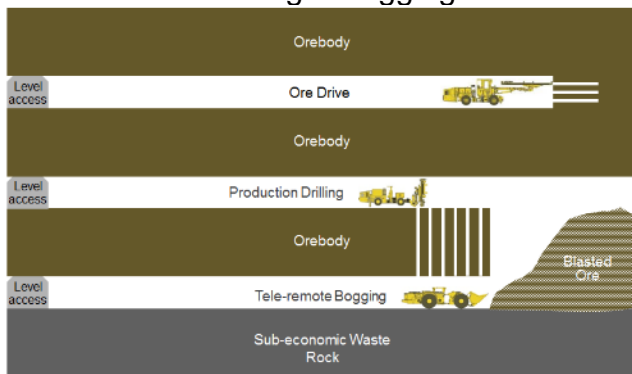 Orebody
Level
access
Ore Drive
Orebody
Level
access
Production Drilling
Orebody
Blasted
Ore
Level
access
Tele-remote Bogging
Sub-economic Waste
Rock